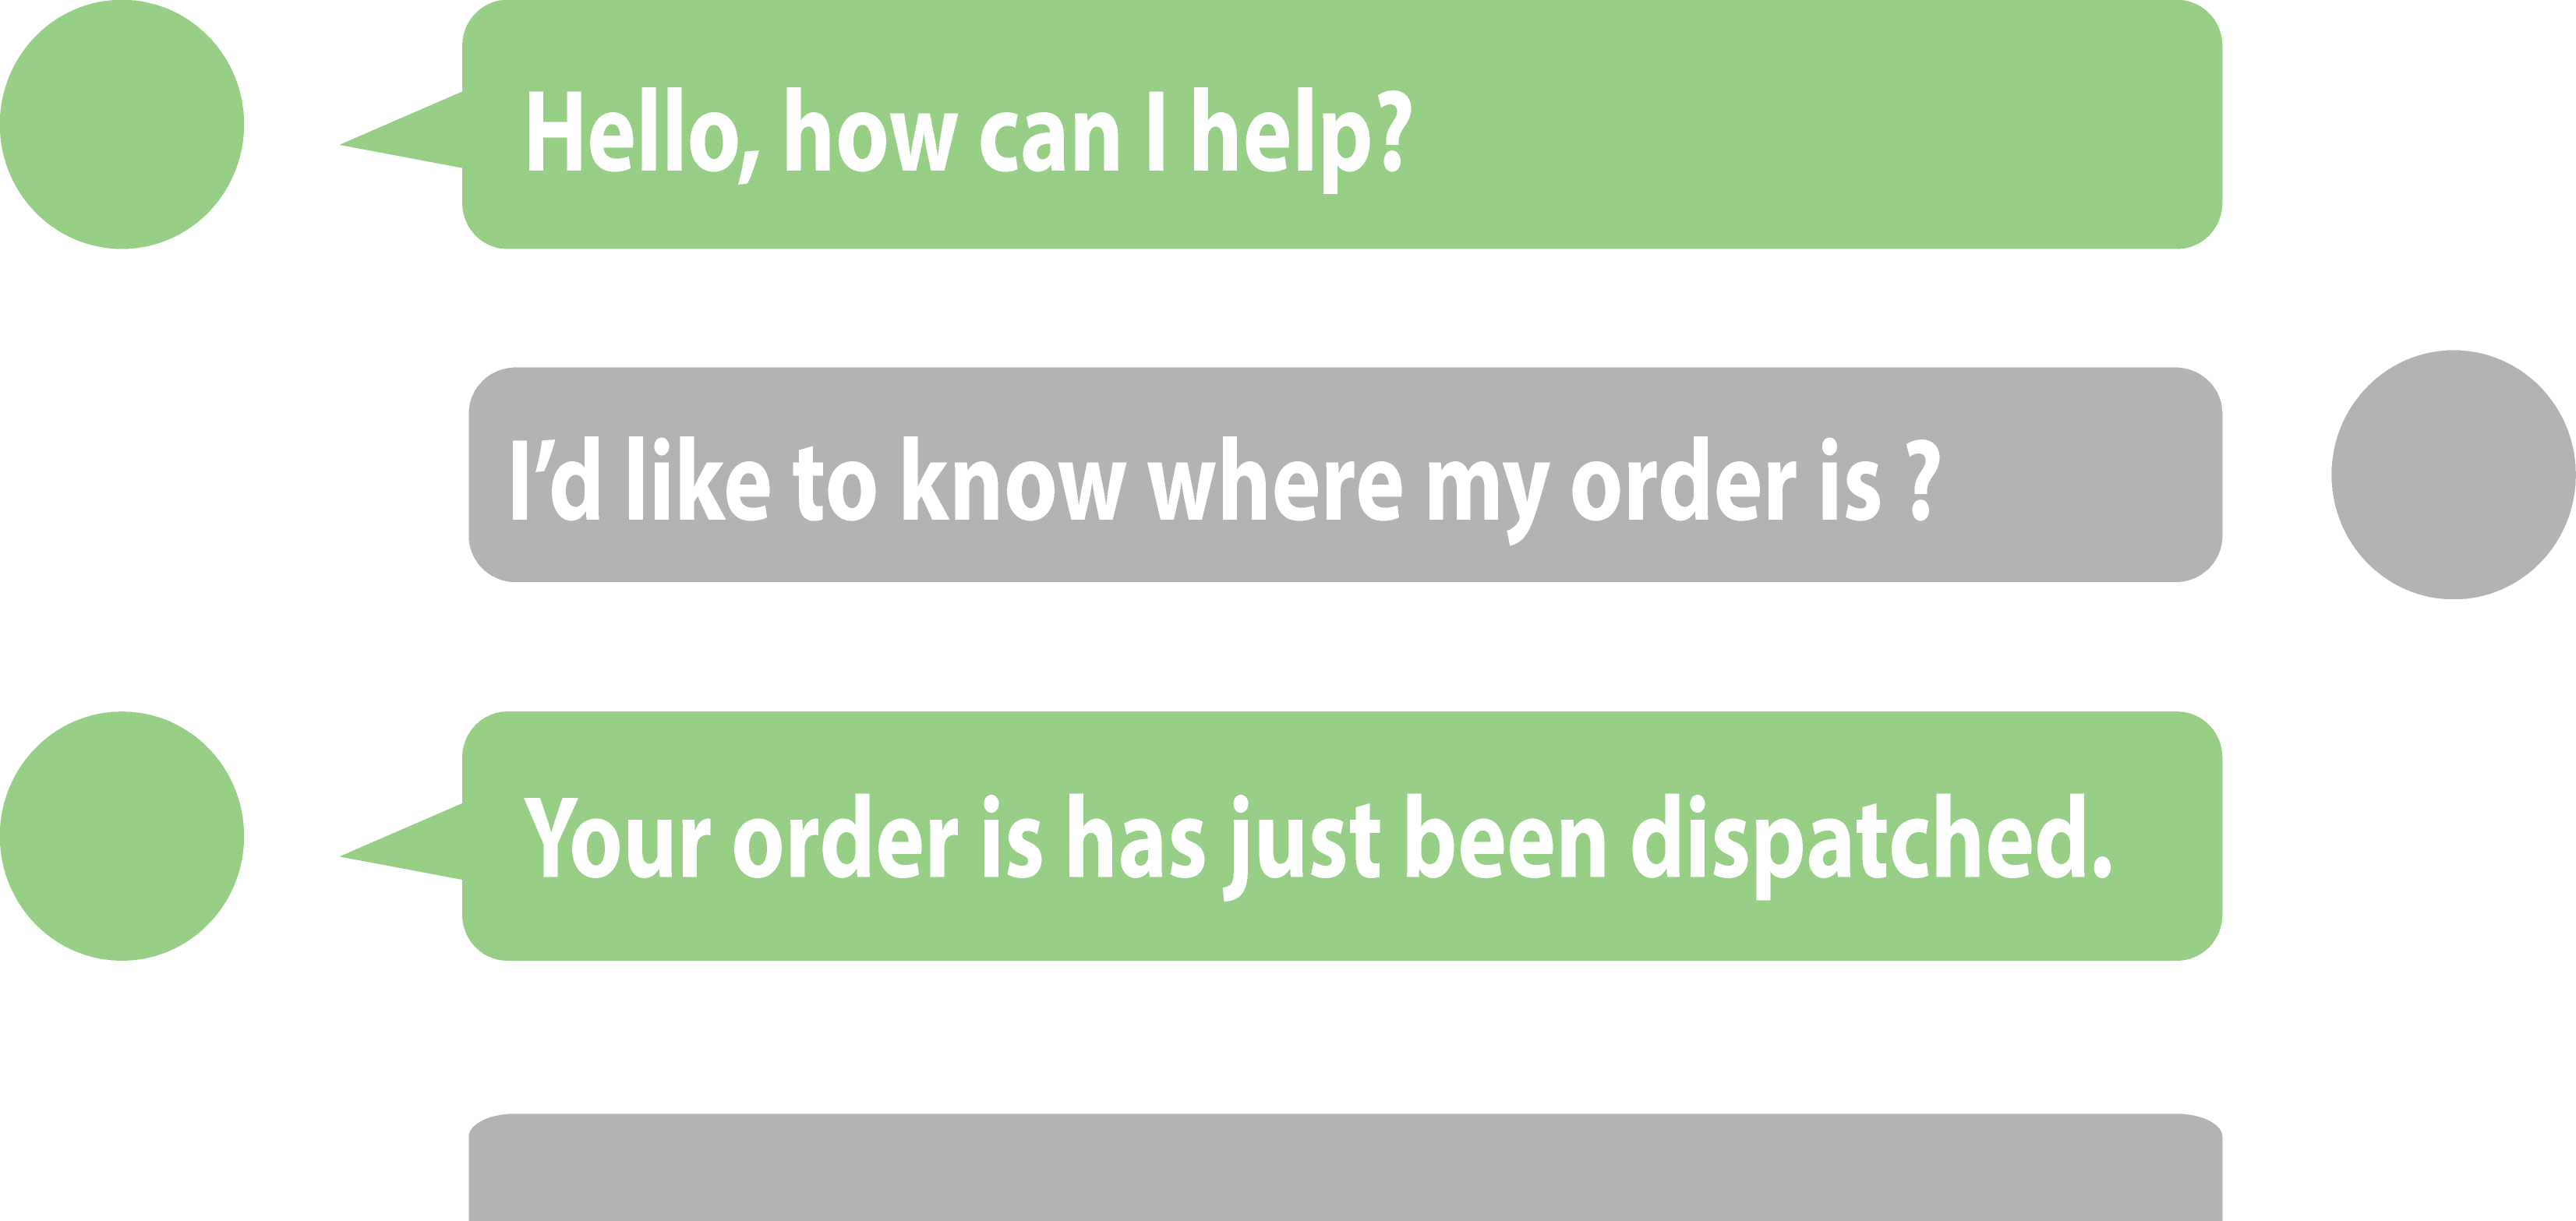 Hello, how can I help?
I’d like to know where my order is ?
Your order is has just been dispatched.